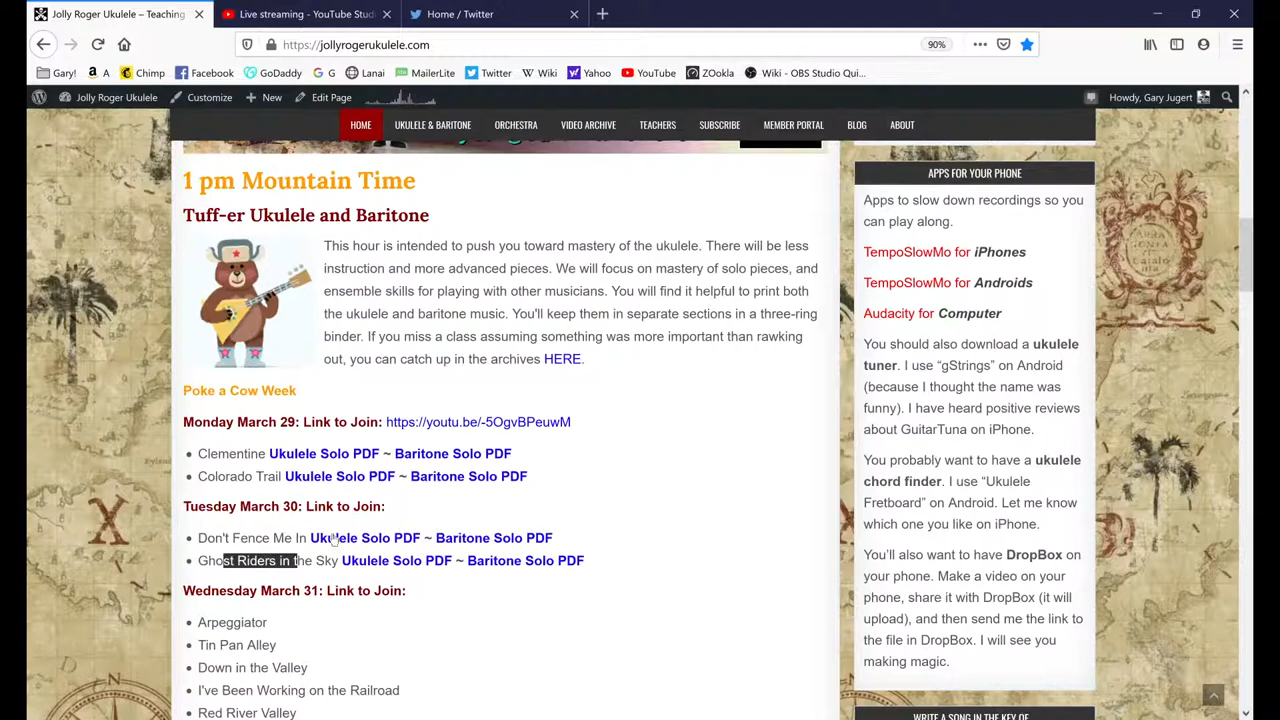 Jolly Roger Ukulele – Teaching
Live streaming - YouTube Stud
Home / Twitter
https://jollyrogerukulele.com
90%
Gary!
Amazon
Chimp
Facebook
GoDaddy
G
Lanai
MailerLite
Twitter
Wiki
Yahoo
YouTube
ZOokla
Wiki - OBS Studio Qui...
Jolly Roger Ukulele
Customize
New
Edit Page
Howdy, Gary Jugert
HOME
UKULELE & BARITONE
ORCHESTRA
VIDEO ARCHIVE
TEACHERS
SUBSCRIBE
MEMBER PORTAL
BLOG
ABOUT
1 pm Mountain Time
Tuff-er Ukulele and Baritone
This hour is intended to push you toward mastery of the ukulele. There will be less
instruction and more advanced pieces. We will focus on mastery of solo pieces, and
ensemble skills for playing with other musicians. You will find it helpful to print both
the ukulele and baritone music. You'll keep them in separate sections in a three-ring
binder. If you miss a class assuming something was more important than rawking
out, you can catch up in the archives HERE.
Poke a Cow Week
Monday March 29: Link to Join: https://youtu.be/-5OgvBPeuwM
Clementine Ukulele Solo PDF ~ Baritone Solo PDF
Colorado Trail Ukulele Solo PDF ~ Baritone Solo PDF
Tuesday March 30: Link to Join:
Don't Fence Me In Ukulele Solo PDF ~ Baritone Solo PDF
Ghost Riders in the Sky Ukulele Solo PDF ~ Baritone Solo PDF
Wednesday March 31: Link to Join:
Arpeggiator
Tin Pan Alley
Down in the Valley
I've Been Working on the Railroad
Red River Valley
APPS FOR YOUR PHONE
Apps to slow down recordings so you
can play along.
TempoSlowMo for iPhones
TempoSlowMo for Androids
Audacity for Computer
You should also download a ukulele
tuner. I use “gStrings” on Android
(because I thought the name was
funny). I have heard positive reviews
about GuitarTuna on iPhone.
You probably want to have a ukulele
chord finder. I use “Ukulele
Fretboard” on Android. Let me know
which one you like on iPhone.
You’ll also want to have DropBox on
your phone. Make a video on your
phone, share it with DropBox (it will
upload), and then send me the link to
the file in DropBox. I will see you
making magic.
WRITE A SONG IN THE KEY OF